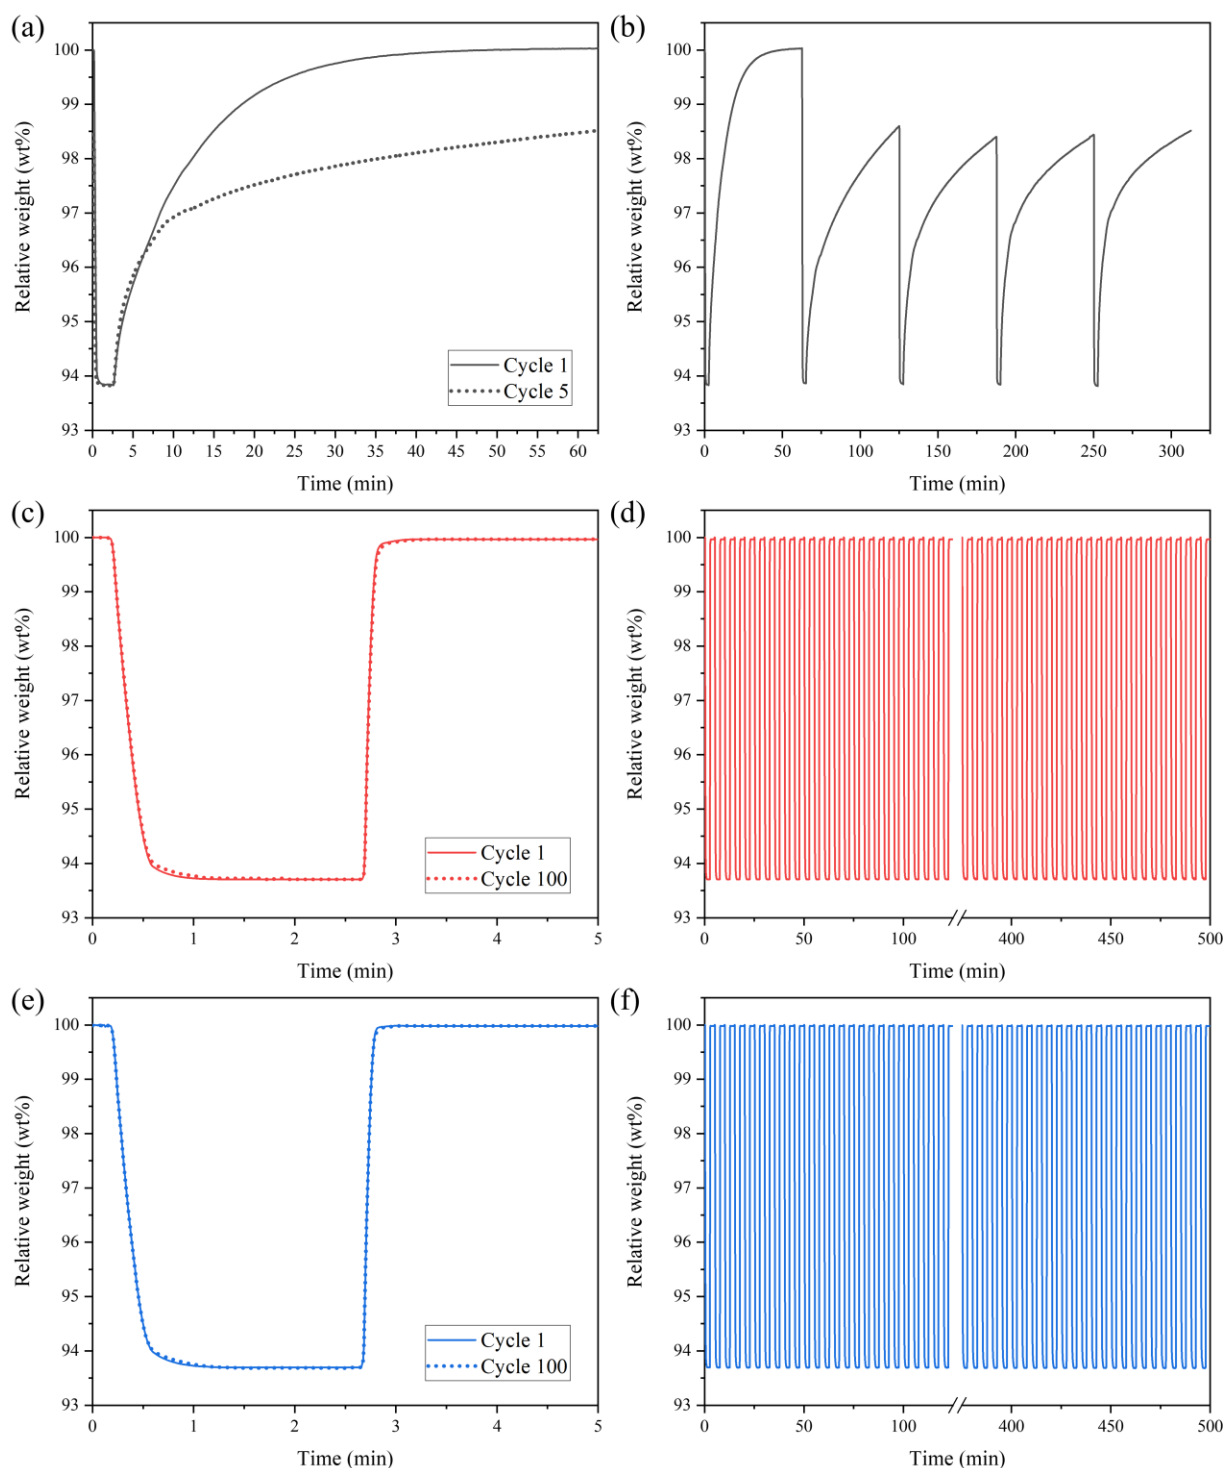 (a)
Relative weight (wt%)
100
99
98
97
96
95
94
93
Cycle 1
Cycle 5
0 5 10 15 20 25 30 35 40 45 50 55 60
Time (min)
(b)
Relative weight (wt%)
100
99
98
97
96
95
94
93
0 50 100 150 200 250 300
Time (min)
(c)
Relative weight (wt%)
100
99
98
97
96
95
94
93
Cycle 1
Cycle 100
0 1 2 3 4 5
Time (min)
(d)
Relative weight (wt%)
100
99
98
97
96
95
94
93
0 50 100 400 450 500
Time (min)
(e)
Relative weight (wt%)
100
99
98
97
96
95
94
93
Cycle 1
Cycle 100
0 1 2 3 4 5
Time (min)
(f)
Relative weight (wt%)
100
99
98
97
96
95
94
93
0 50 100 400 450 500
Time (min)